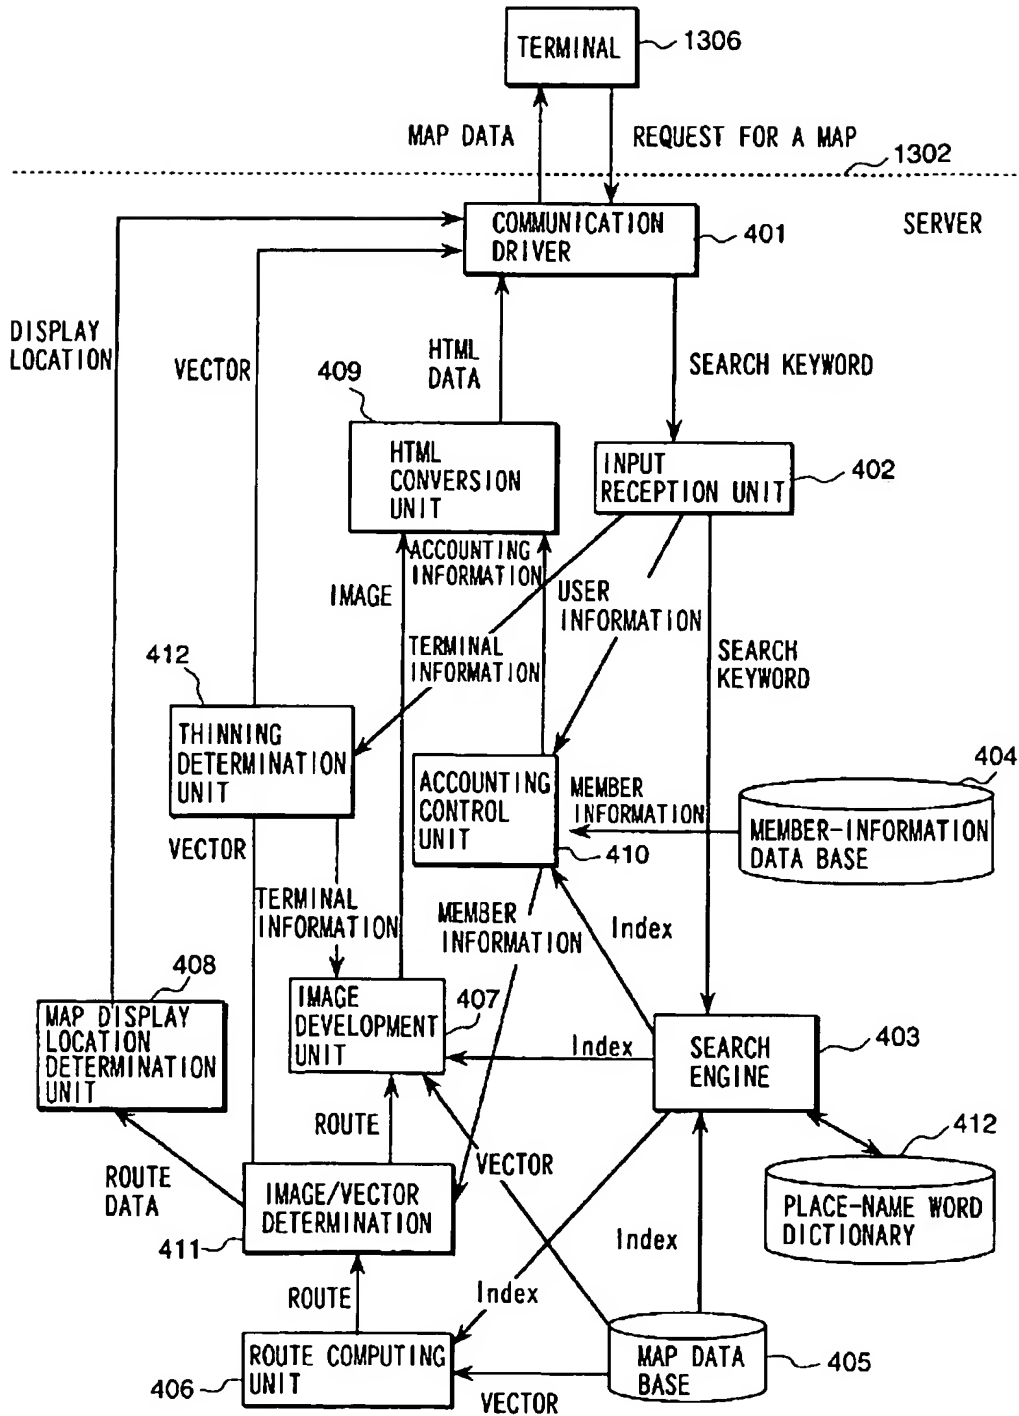 TERMINAL
1306
MAP DATA
REQUEST FOR A MAP
1302
COMMUNICATION
DRIVER
401
SERVER
DISPLAY
LOCATION
VECTOR
HTML
DATA
SEARCH KEYWORD
409
HTML
CONVERSION
UNIT
INPUT
RECEPTION UNIT
402
ACCOUNTING
INFORMATION
IMAGE
USER
INFORMATION
TERMINAL
INFORMATION
SEARCH
KEYWORD
412
THINNING
DETERMINATION
UNIT
ACCOUNTING
CONTROL
UNIT
410
MEMBER
INFORMATION
404
MEMBER-INFORMATION
DATA BASE
VECTOR
TERMINAL
INFORMATION
MEMBER
INFORMATION
Index
408
MAP DISPLAY
LOCATION
DETERMINATION
UNIT
IMAGE
DEVELOPMENT
UNIT
407
Index
SEARCH
ENGINE
403
ROUTE
VECTOR
412
PLACE-NAME WORD
DICTIONARY
ROUTE
DATA
IMAGE/VECTOR
DETERMINATION
411
Index
ROUTE
Index
ROUTE COMPUTING
UNIT
406
VECTOR
MAP DATA
BASE
405